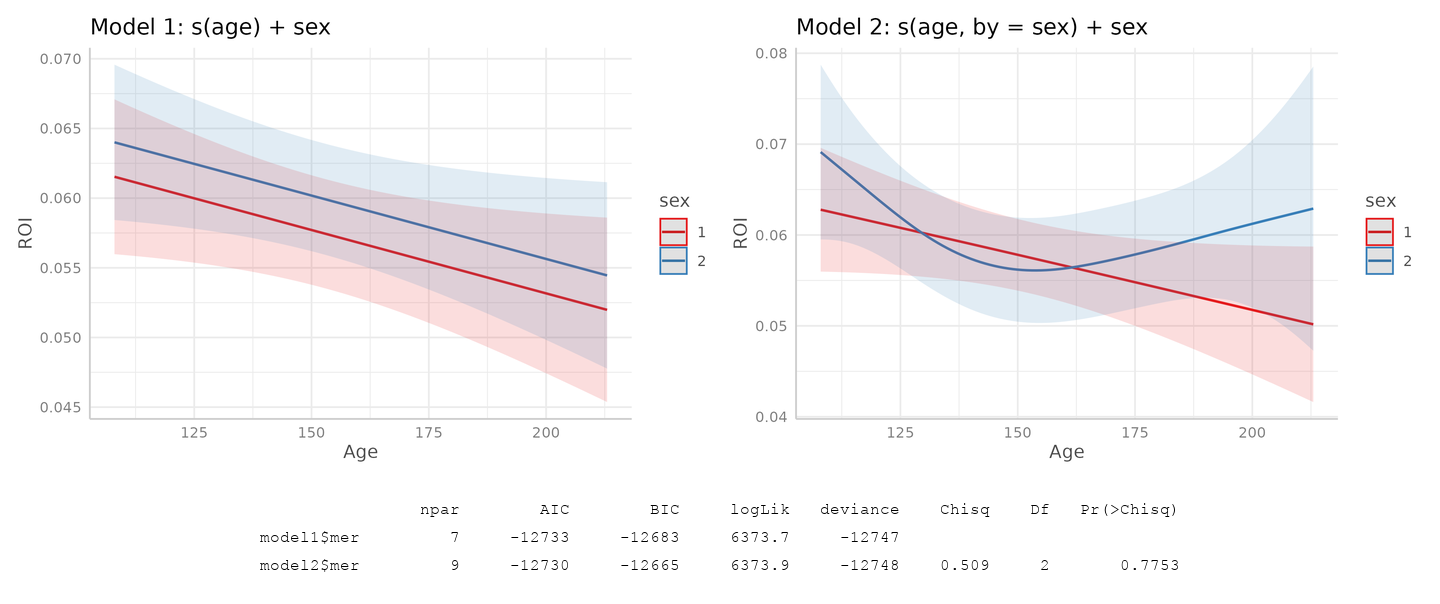 Model 1: s(age) + sex
0.070
0.065
0.060
0.055
0.050
0.045
ROI
125 150 175 200
Age
sex
1
2
Model 2: s(age, by = sex) + sex
0.08
0.07
0.06
0.05
0.04
ROI
125 150 175 200
Age
sex
1
2
npar AIC BIC logLik deviance Chisq Df Pr(>Chisq)
model1$mer 7 -12733 -12683 6373.7 -12747
model2$mer 9 -12730 -12665 6373.9 -12748 0.509 2 0.7753